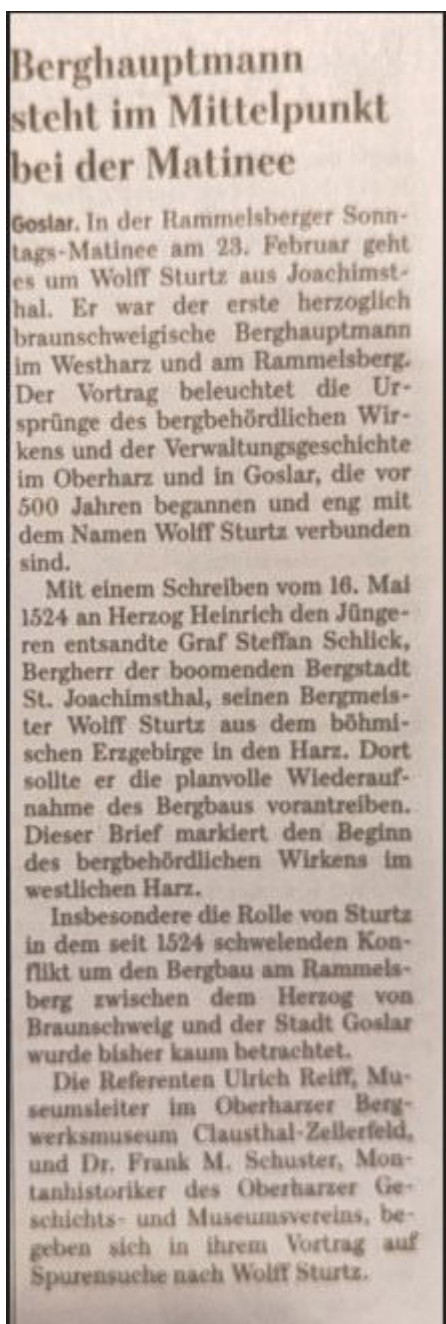 Berghauptmann
steht im Mittelpunkt
bei der Matinee
Goslar. In der Rammelsberger Sonn-
tags-Matinee am 23. Februar geht
es um Wolff Sturtz aus Joachimst-
hal. Er war der erste herzoglich
braunschweigische Berghauptmann
im Westharz und am Rammelsberg.
Der Vortrag beleuchtet die Ur-
sprünge des bergbehördlichen Wir-
kens und der Verwaltungsgeschichte
im Oberharz und in Goslar, die vor
500 Jahren begannen und eng mit
dem Namen Wolff Sturtz verbunden
sind.
Mit einem Schreiben vom 16. Mai
1524 an Herzog Heinrich den Jünge-
ren entsandte Graf Steffan Schlick,
Bergherr der boomenden Bergstadt
St. Joachimsthal, seinen Bergmeis-
ter Wolff Sturtz aus dem böhmi-
schen Erzgebirge in den Harz. Dort
sollte er die planvolle Wiederauf-
nahme des Bergbaus vorantreiben.
Dieser Brief markiert den Beginn
des bergbehördlichen Wirkens im
westlichen Harz.
Insbesondere die Rolle von Sturtz
in dem seit 1524 schwelenden Kon-
flikt um den Bergbau am Rammels-
berg zwischen dem Herzog von
Braunschweig und der Stadt Goslar
wurde bisher kaum betrachtet.
Die Referenten Ulrich Reiff, Mu-
seumsleiter im Oberharzer Berg-
werksmuseum Clausthal-Zellerfeld,
und Dr. Frank M. Schuster, Mon-
tanhistoriker des Oberharzer Ge-
schichts- und Museumsvereins, be-
geben sich in ihrem Vortrag auf
Spurensuche nach Wolff Sturtz.